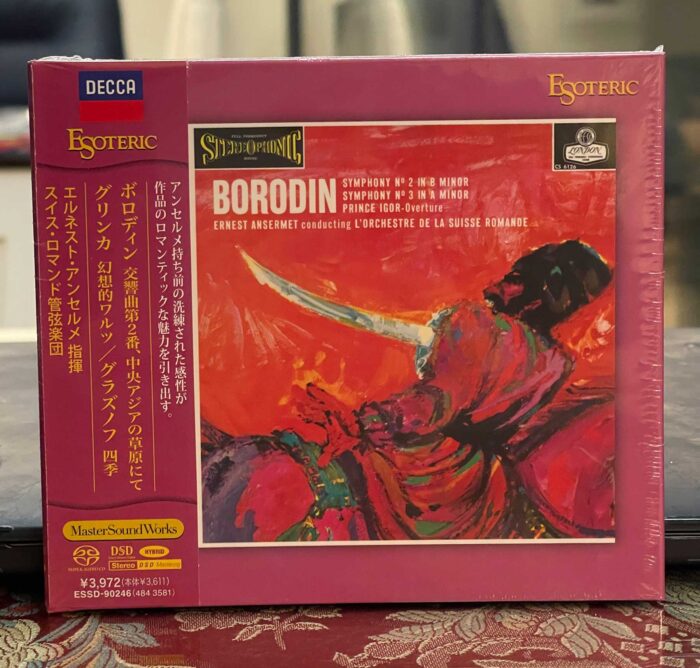 DECCA
ESOTERIC
アンセルメ持ち前の洗練された感性が
作品のロマンティックな魅力を引き出す。
ボロディン 交響曲第2番 中央アジアの草原にて
グリンカ 幻想的ワルツ/グラズノフ 四季
エルネスト・アンセルメ 指揮
スイス・ロマンド管弦楽団
MasterSoundWorks
SUPER AUDIO CD
DSD
HYBRID
Stereo DSD Mastering
¥3,972(本体¥3,611)
ESSD-90246(484 3581)
ESOTERIC
STEREOPHONIC
LONDON
CS 6126
BORODIN
SYMPHONY Nº 2 IN B MINOR
SYMPHONY Nº 3 IN A MINOR
PRINCE IGOR-Overture
ERNEST ANSERMET conducting L'ORCHESTRE DE LA SUISSE ROMANDE